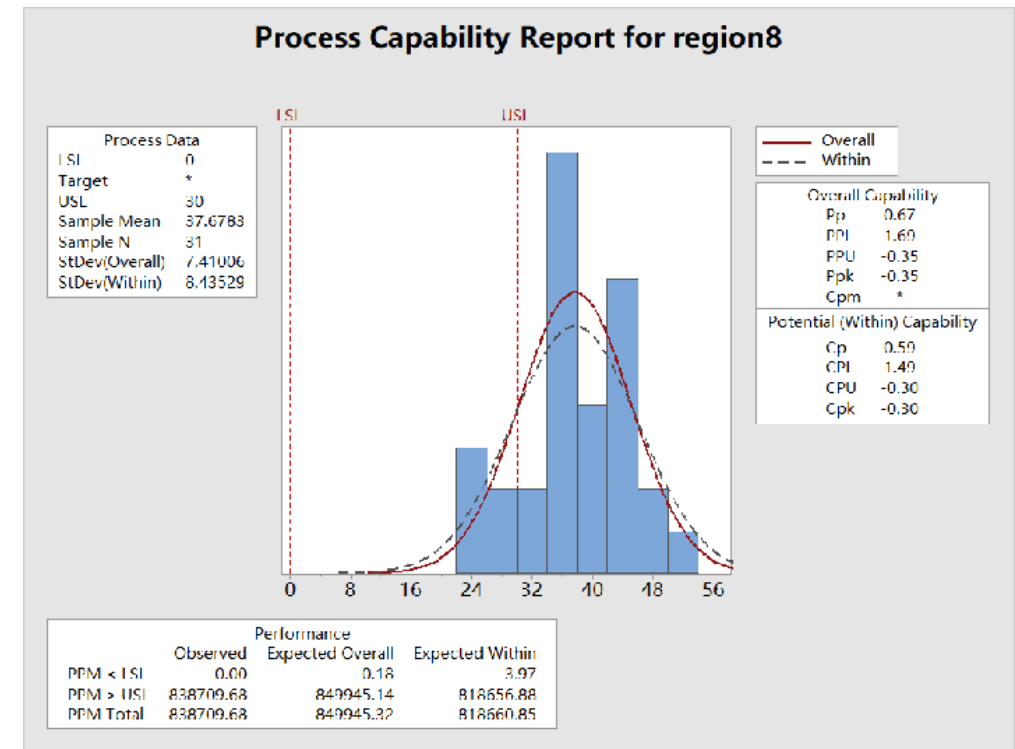 Process Capability Report for region8
LSL USL
Process Data
LSL 0
Target *
USL 30
Sample Mean 37.6783
Sample N 31
StDev(Overall) 7.41006
StDev(Within) 8.43529
Overall
Within
Overall Capability
Pp 0.67
PPL 1.69
PPU -0.35
Ppk -0.35
Cpm *
Potential (Within) Capability
Cp 0.59
CPL 1.49
CPU -0.30
Cpk -0.30
0 8 16 24 32 40 48 56
Performance
Observed Expected Overall Expected Within
PPM < LSL 0.00 0.18 3.97
PPM > USL 838709.68 849945.14 818656.88
PPM Total 838709.68 849945.32 818660.85